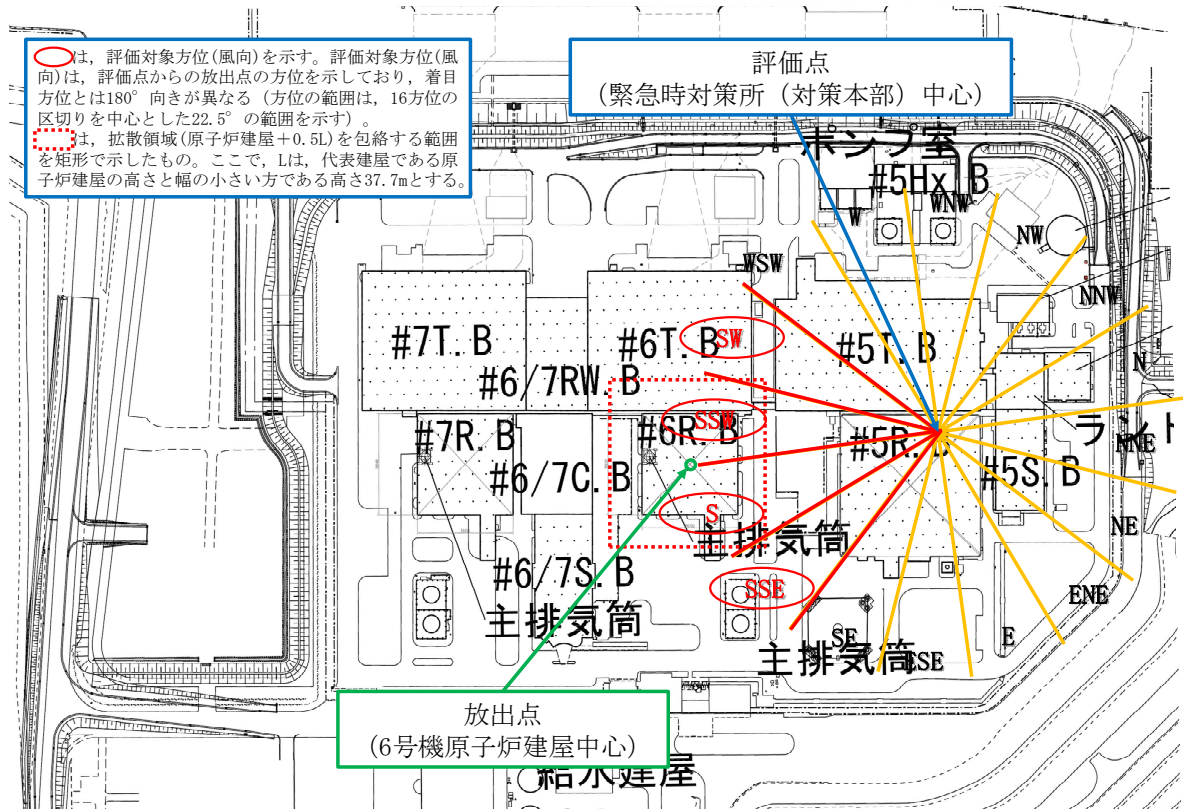 は，評価対象方位(風向)を示す。評価対象方位(風
向)は，評価点からの放出点の方位を示しており，着目
方位とは180°向きが異なる（方位の範囲は，16方位の
区切りを中心とした22.5°の範囲を示す）。
は，拡散領域(原子炉建屋＋0.5L)を包絡する範囲
を矩形で示したもの。ここで，Lは，代表建屋である原
子炉建屋の高さと幅の小さい方である高さ37.7mとする。
評価点
（緊急時対策所（対策本部）中心）
ポンプ室
#5Hx1B
W
WNW
NW
WSW
NNW
#7T.B
#6T.B
SW
#5T.B
#6/7RW.B
N
#7R.B
#6R.B
SSW
#5R.B
ランド
NNE
#6/7C.B
#5S.B
S
主排気筒
NE
#6/7S.B
SSE
ENE
主排気筒
SE
E
主排気筒
ESE
放出点
（6号機原子炉建屋中心）
給水建屋